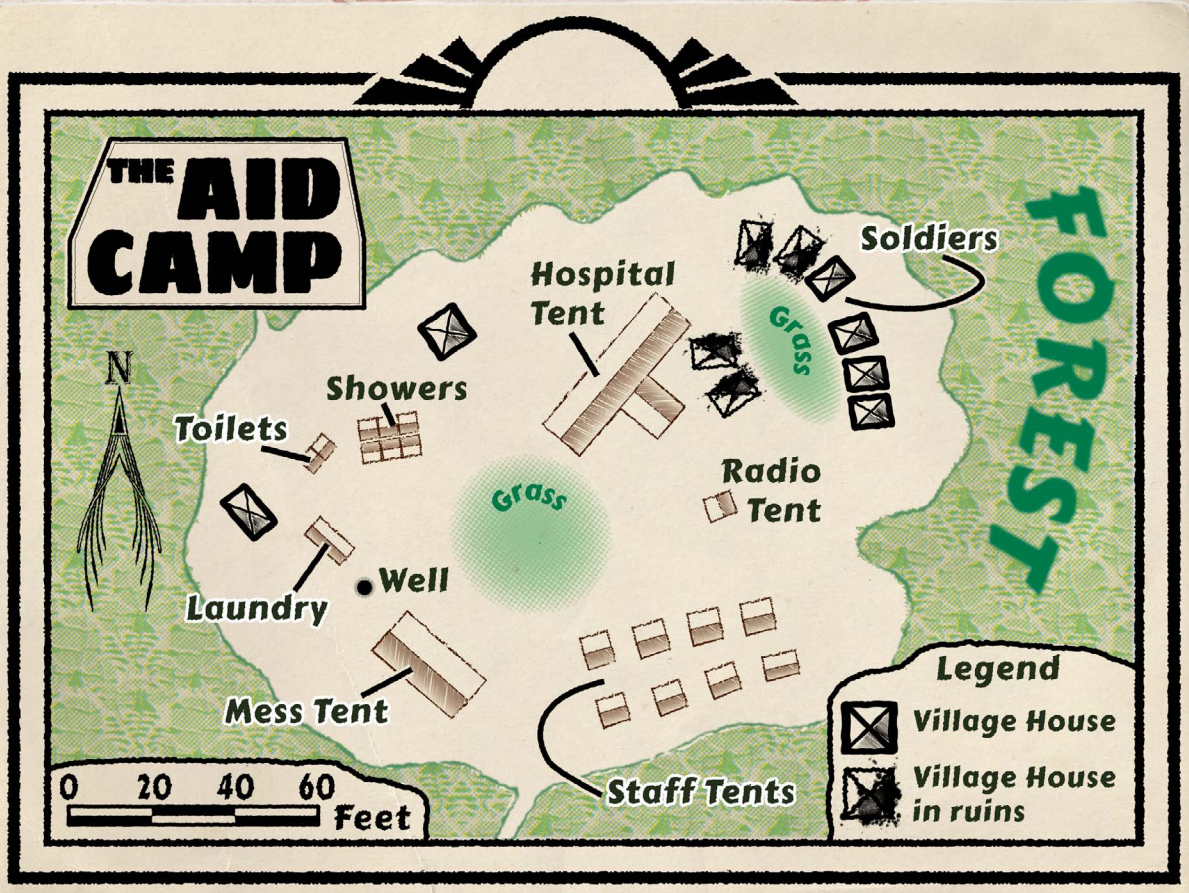 THE AID
CAMP
N
FOREST
Soldiers
Hospital
Tent
Grass
Showers
Toilets
Radio
Tent
Grass
Well
Laundry
Mess Tent
Staff Tents
0 20 40 60
Feet
Legend
Village House
Village House
in ruins